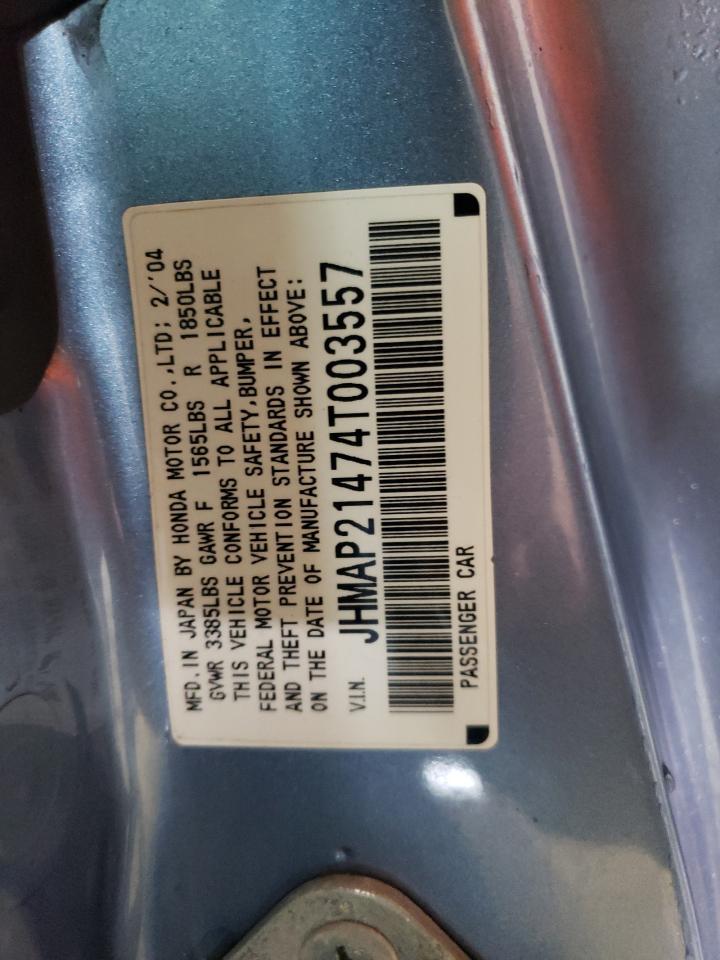 MFD.IN JAPAN BY HONDA MOTOR CO.,LTD; 2/'04
GVWR 3385LBS GAWR F 1565LBS R 1850LBS
THIS VEHICLE CONFORMS TO ALL APPLICABLE
FEDERAL MOTOR VEHICLE SAFETY,BUMPER,
AND THEFT PREVENTION STANDARDS IN EFFECT
ON THE DATE OF MANUFACTURE SHOWN ABOVE:
V.I.N. JHMAP21474T003557
PASSENGER CAR